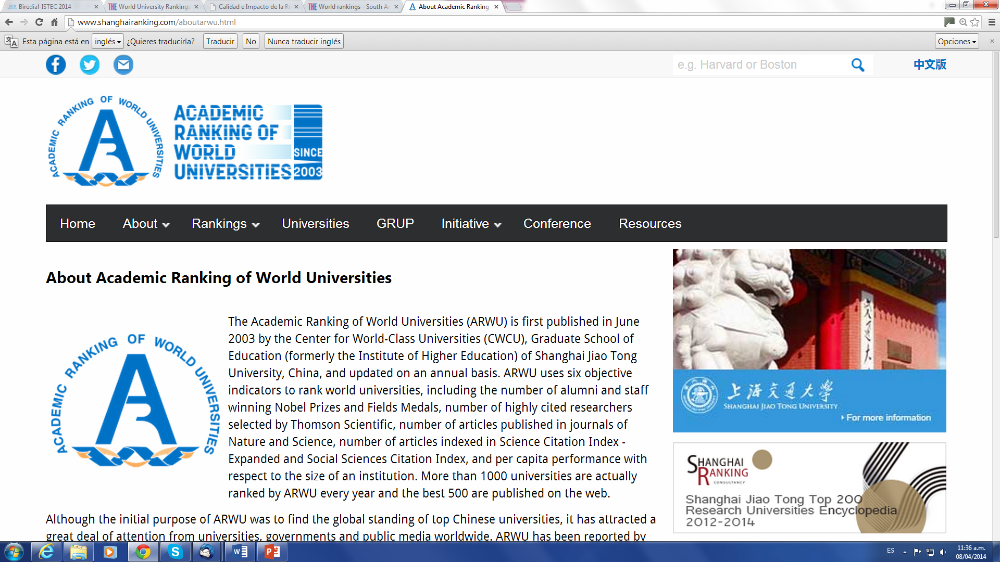 Biredial-ISTEC 2014
THE World University Rankings
Calidad e Impacto de la Re
THE World rankings - South Am
About Academic Ranking
www.shanghairanking.com/aboutarwu.html
Esta página está en inglés ¿Quieres traducirla? Traducir No Nunca traducir inglés Opciones
e.g. Harvard or Boston
中文版
ACADEMIC RANKING OF WORLD UNIVERSITIES
ACADEMIC
RANKING OF
WORLD
UNIVERSITIES
SINCE
2003
Home About Rankings Universities GRUP Initiative Conference Resources
About Academic Ranking of World Universities
ACADEMIC RANKING OF WORLD UNIVERSITIES
The Academic Ranking of World Universities (ARWU) is first published in June
2003 by the Center for World-Class Universities (CWCU), Graduate School of
Education (formerly the Institute of Higher Education) of Shanghai Jiao Tong
University, China, and updated on an annual basis. ARWU uses six objective
indicators to rank world universities, including the number of alumni and staff
winning Nobel Prizes and Fields Medals, number of highly cited researchers
selected by Thomson Scientific, number of articles published in journals of
Nature and Science, number of articles indexed in Science Citation Index -
Expanded and Social Sciences Citation Index, and per capita performance with
respect to the size of an institution. More than 1000 universities are actually
ranked by ARWU every year and the best 500 are published on the web.
Although the initial purpose of ARWU was to find the global standing of top Chinese universities, it has attracted a
great deal of attention from universities, governments and public media worldwide. ARWU has been reported by
上海交通大学
SHANGHAI JIAO TONG UNIVERSITY
For more information
SHANGHAI
RANKING
CONSULTANCY
Shanghai Jiao Tong Top 200
Research Universities Encyclopedia
2012-2014
ES
11:36 a.m.
08/04/2014